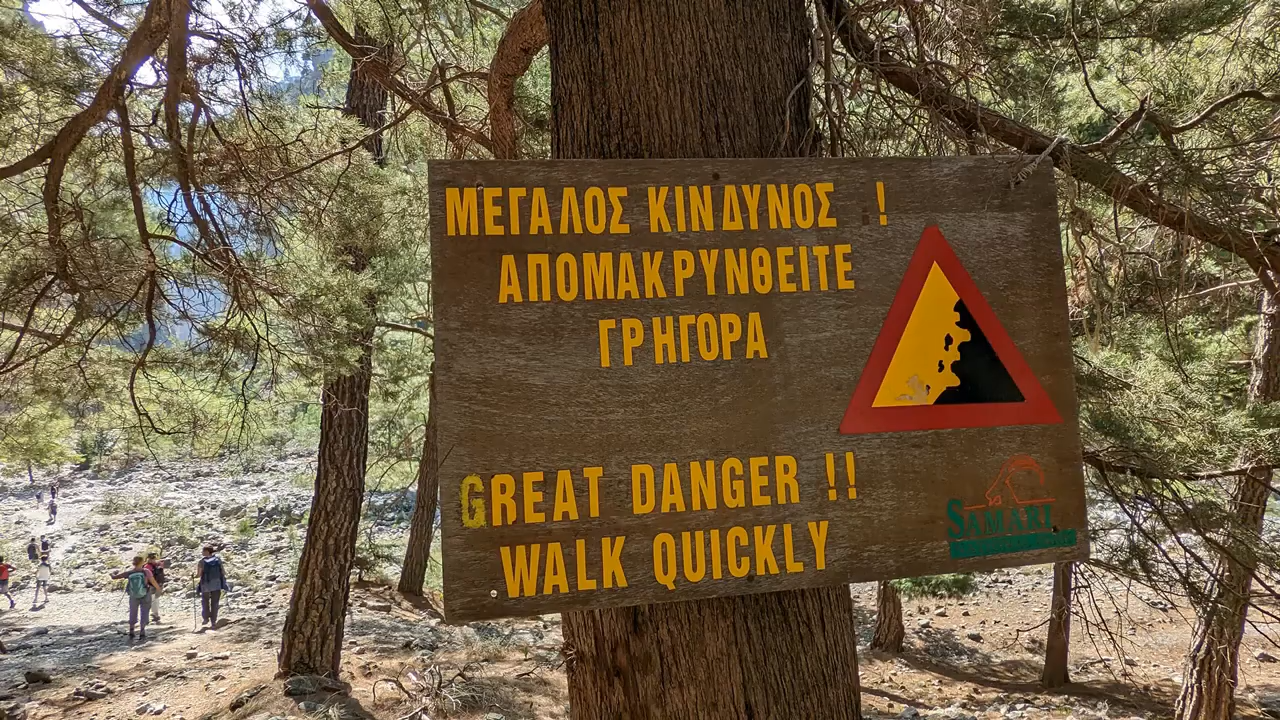 ΜΕΓΑΛΟΣ ΚΙΝΔΥΝΟΣ !
ΑΠΟΜΑΚΡΥΝΘΕΙΤΕ
ΓΡΗΓΟΡΑ
GREAT DANGER !!
WALK QUICKLY
SAMARI